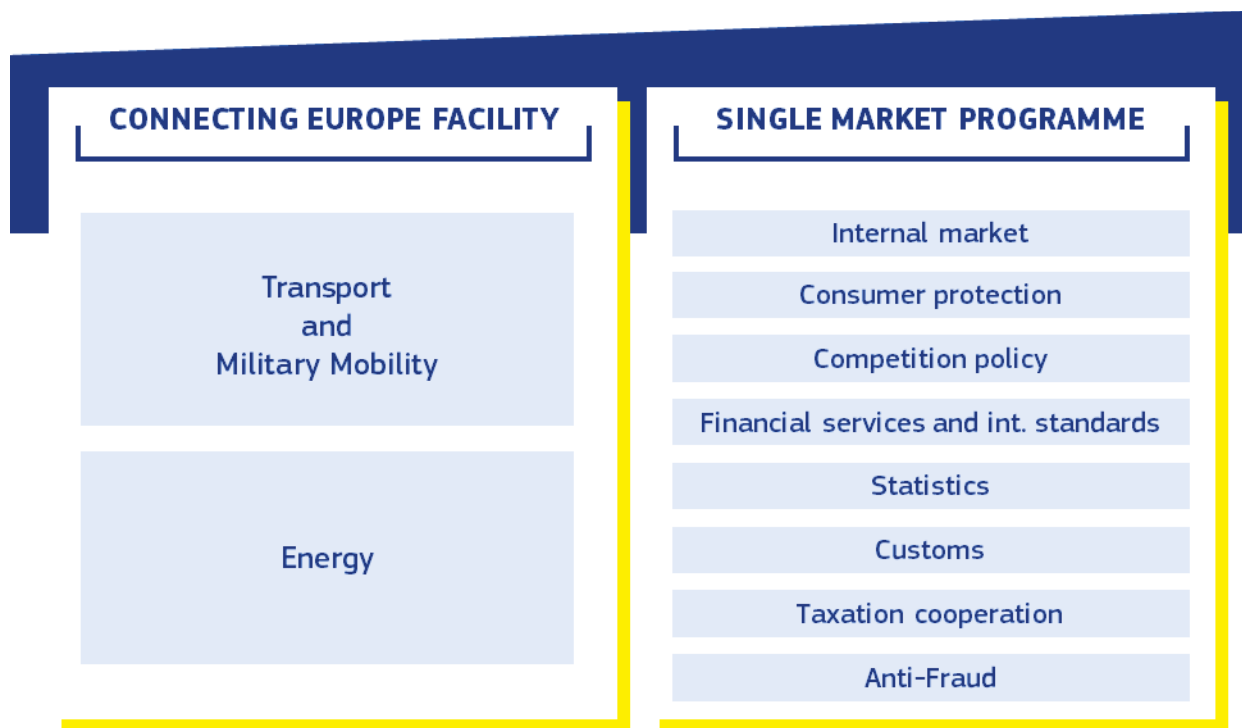 CONNECTING EUROPE FACILITY
Transport
and
Military Mobility
Energy
SINGLE MARKET PROGRAMME
Internal market
Consumer protection
Competition policy
Financial services and int. standards
Statistics
Customs
Taxation cooperation
Anti-Fraud